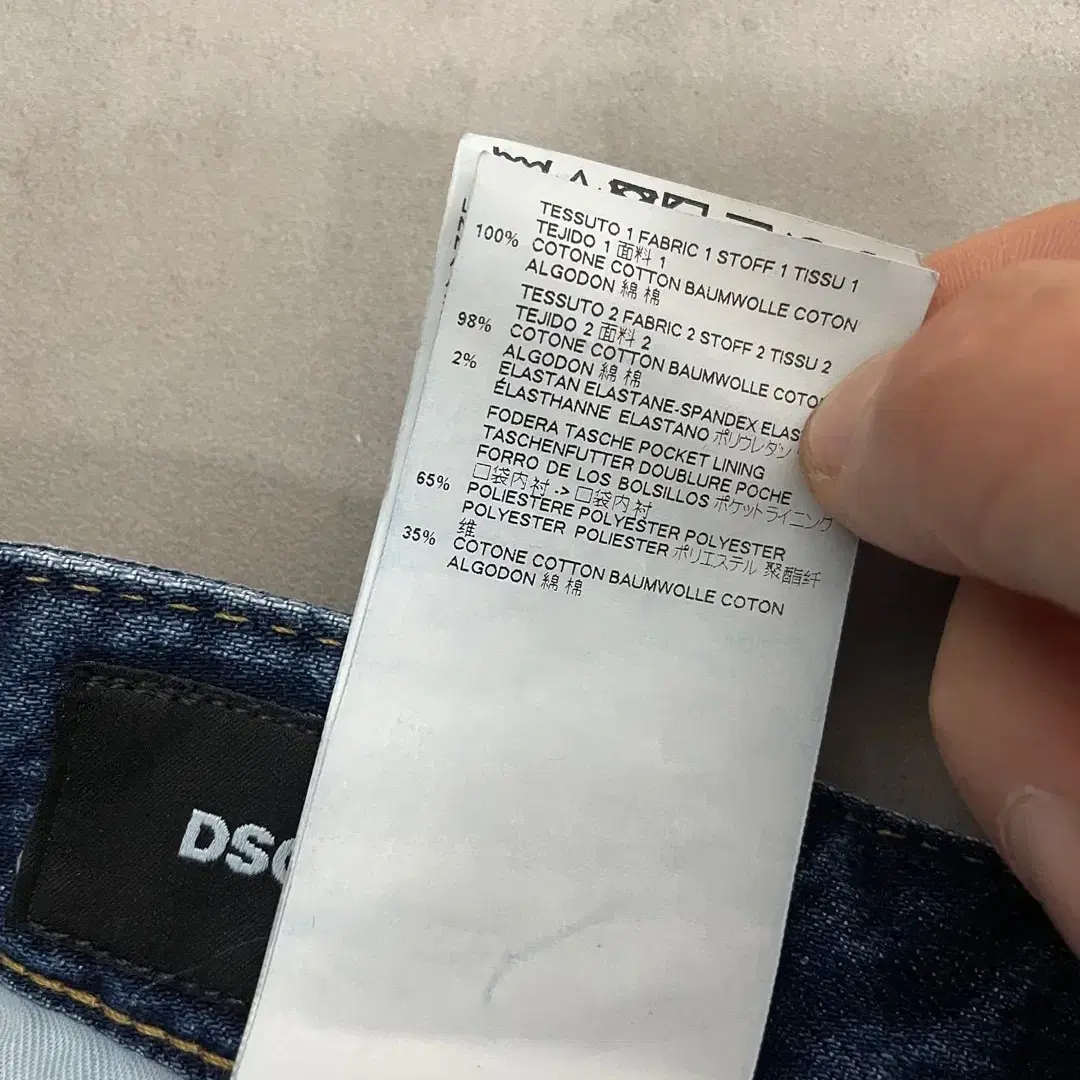 TESSUTO 1 FABRIC 1 STOFF 1 TISSU 1
TEJIDO 1 面料 1
100% COTONE COTTON BAUMWOLLE COTON
ALGODON 綿 棉
TESSUTO 2 FABRIC 2 STOFF 2 TISSU 2
TEJIDO 2 面料 2
98% COTONE COTTON BAUMWOLLE
ALGODON 綿 棉
2% ELASTAN ELASTANE-SPANDEX
ÉLASTHANNE ELASTANO ポリウレタン
FODERA TASCHE POCKET LINING
TASCHENFUTTER DOUBLURE POCHE
FORRO DE LOS BOLSILLOS ポケットライニング
口袋内衬 -> 口袋内衬
65% POLIESTERE POLYESTER POLYESTER
POLYESTER POLIESTER ポリエステル 聚酯纤
维
35% COTONE COTTON BAUMWOLLE COTON
ALGODON 綿 棉